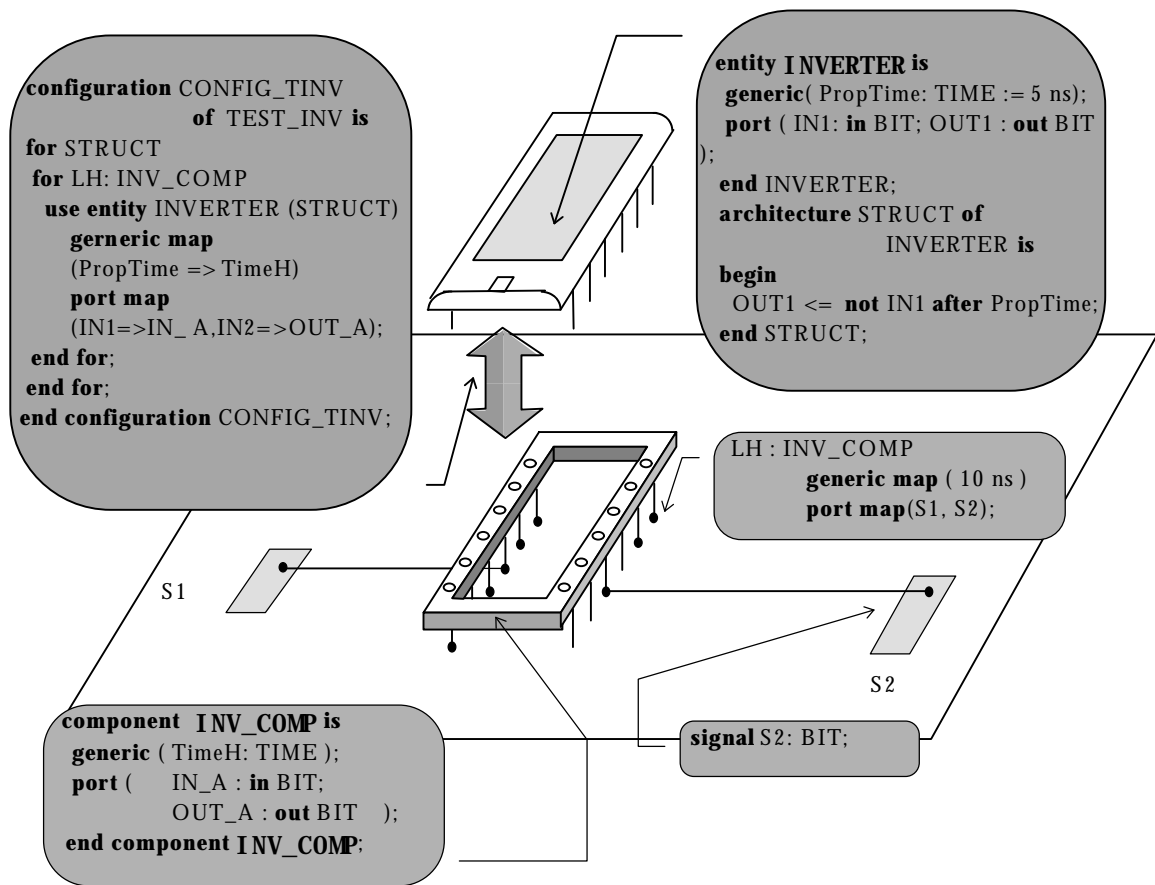 configuration CONFIG_TINV
of TEST_INV is
for STRUCT
for LH: INV_COMP
use entity INVERTER (STRUCT)
gerneric map
(PropTime => TimeH)
port map
(IN1=>IN_ A,IN2=>OUT_A);
end for;
end for;
end configuration CONFIG_TINV;
entity INVERTER is
generic( PropTime: TIME := 5 ns);
port ( IN1: in BIT; OUT1 : out BIT
);
end INVERTER;
architecture STRUCT of
INVERTER is
begin
OUT1 <= not IN1 after PropTime;
end STRUCT;
LH : INV_COMP
generic map ( 10 ns )
port map(S1, S2);
S1
S2
component INV_COMP is
generic ( TimeH: TIME );
port ( IN_A : in BIT;
OUT_A : out BIT );
end component INV_COMP;
signal S2: BIT;